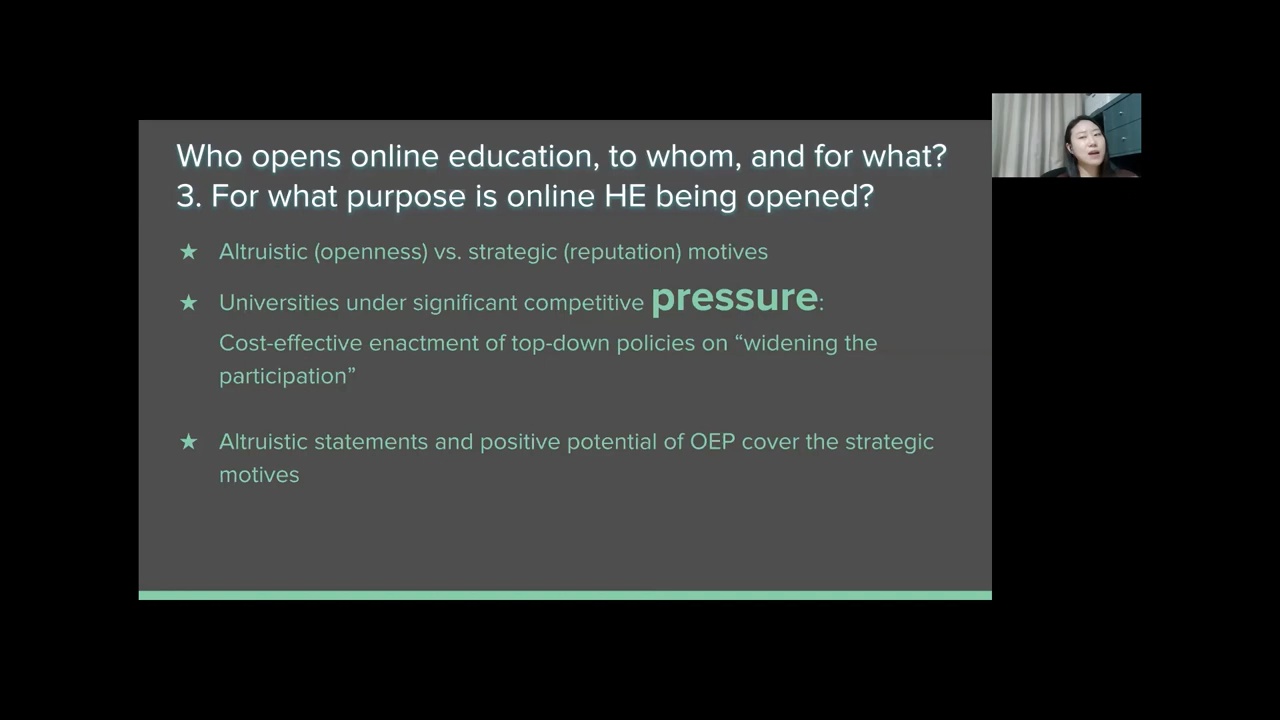 Who opens online education, to whom, and for what?
3. For what purpose is online HE being opened?
★ Altruistic (openness) vs. strategic (reputation) motives
★ Universities under significant competitive pressure:
Cost-effective enactment of top-down policies on “widening the
participation”
★ Altruistic statements and positive potential of OEP cover the strategic
motives